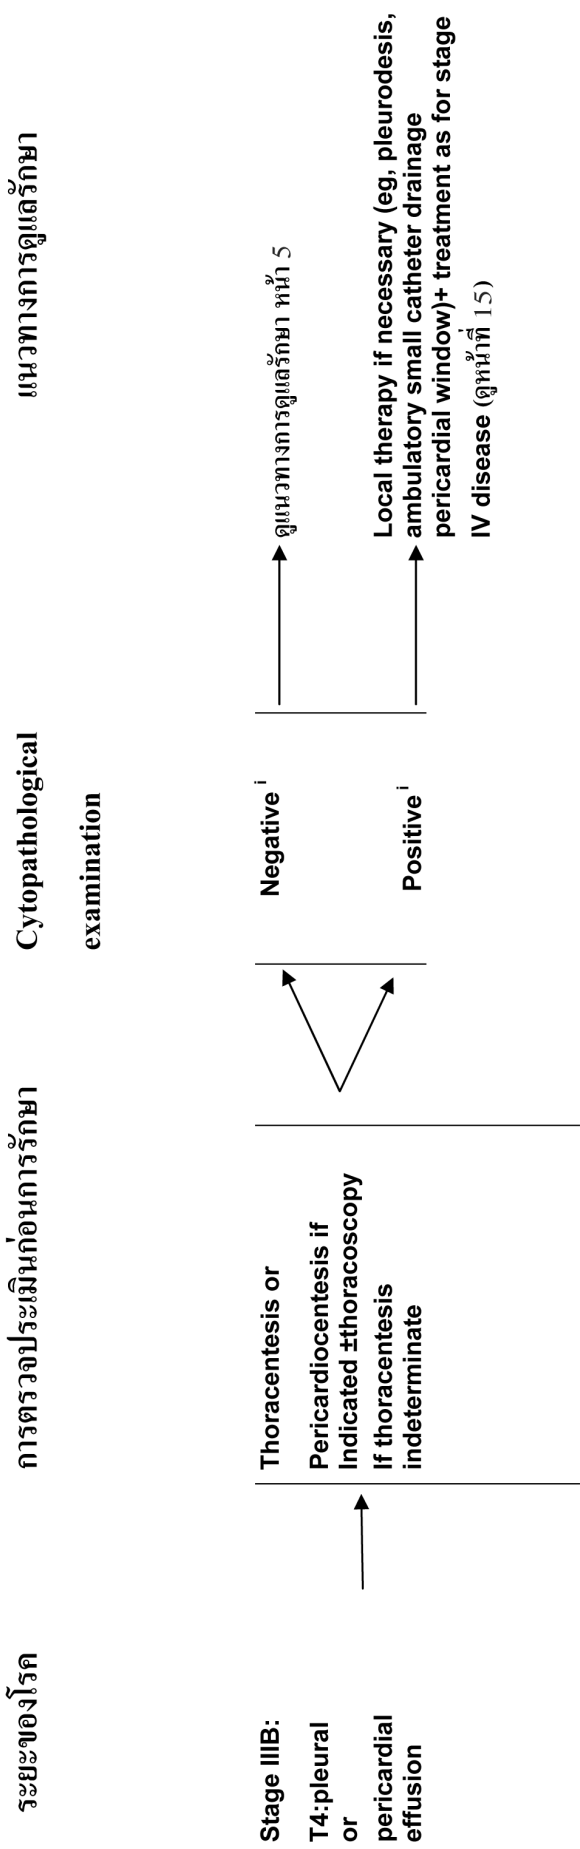 ระยะของโรค
การตรวจประเมินก่อนการรักษา
Cytopathological
examination
แนวทางการดูแลรักษา
Stage IIIB:
T4:pleural
or
pericardial
effusion
Thoracentesis or
Pericardiocentesis if
Indicated ±thoracoscopy
If thoracentesis
indeterminate
Negative i
Positive i
ดูแนวทางการดูแลรักษา หน้า 5
Local therapy if necessary (eg, pleurodesis,
ambulatory small catheter drainage
pericardial window)+ treatment as for stage
IV disease (ดูหน้าที่ 15)